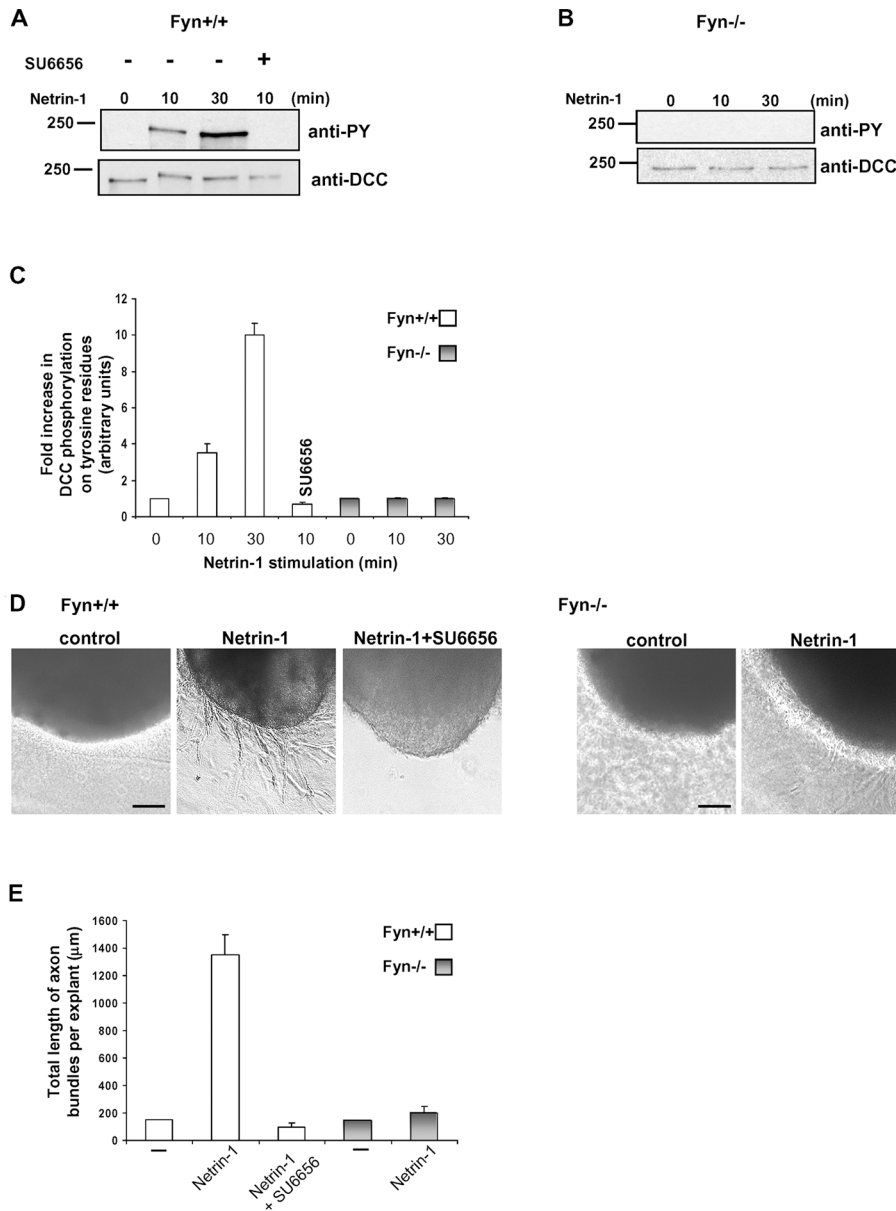 A
Fyn+/+
SU6656 - - - +
Netrin-1 0 10 30 10 (min)
250
anti-PY
250
anti-DCC
B
Fyn-/-
Netrin-1 0 10 30 (min)
250
anti-PY
250
anti-DCC
C
Fold increase in
DCC phosphorylation
on tyrosine residues
(arbitrary units)
12
10
8
6
4
2
0
Fyn+/+
Fyn-/-
SU6656
0 10 30 10 0 10 30
Netrin-1 stimulation (min)
D
Fyn+/+
control Netrin-1 Netrin-1+SU6656
Fyn-/-
control Netrin-1
E
Total length of axon
bundles per explant (µm)
1600
1400
1200
1000
800
600
400
200
0
Fyn+/+
Fyn-/-
–
Netrin-1
Netrin-1
+ SU6656
–
Netrin-1